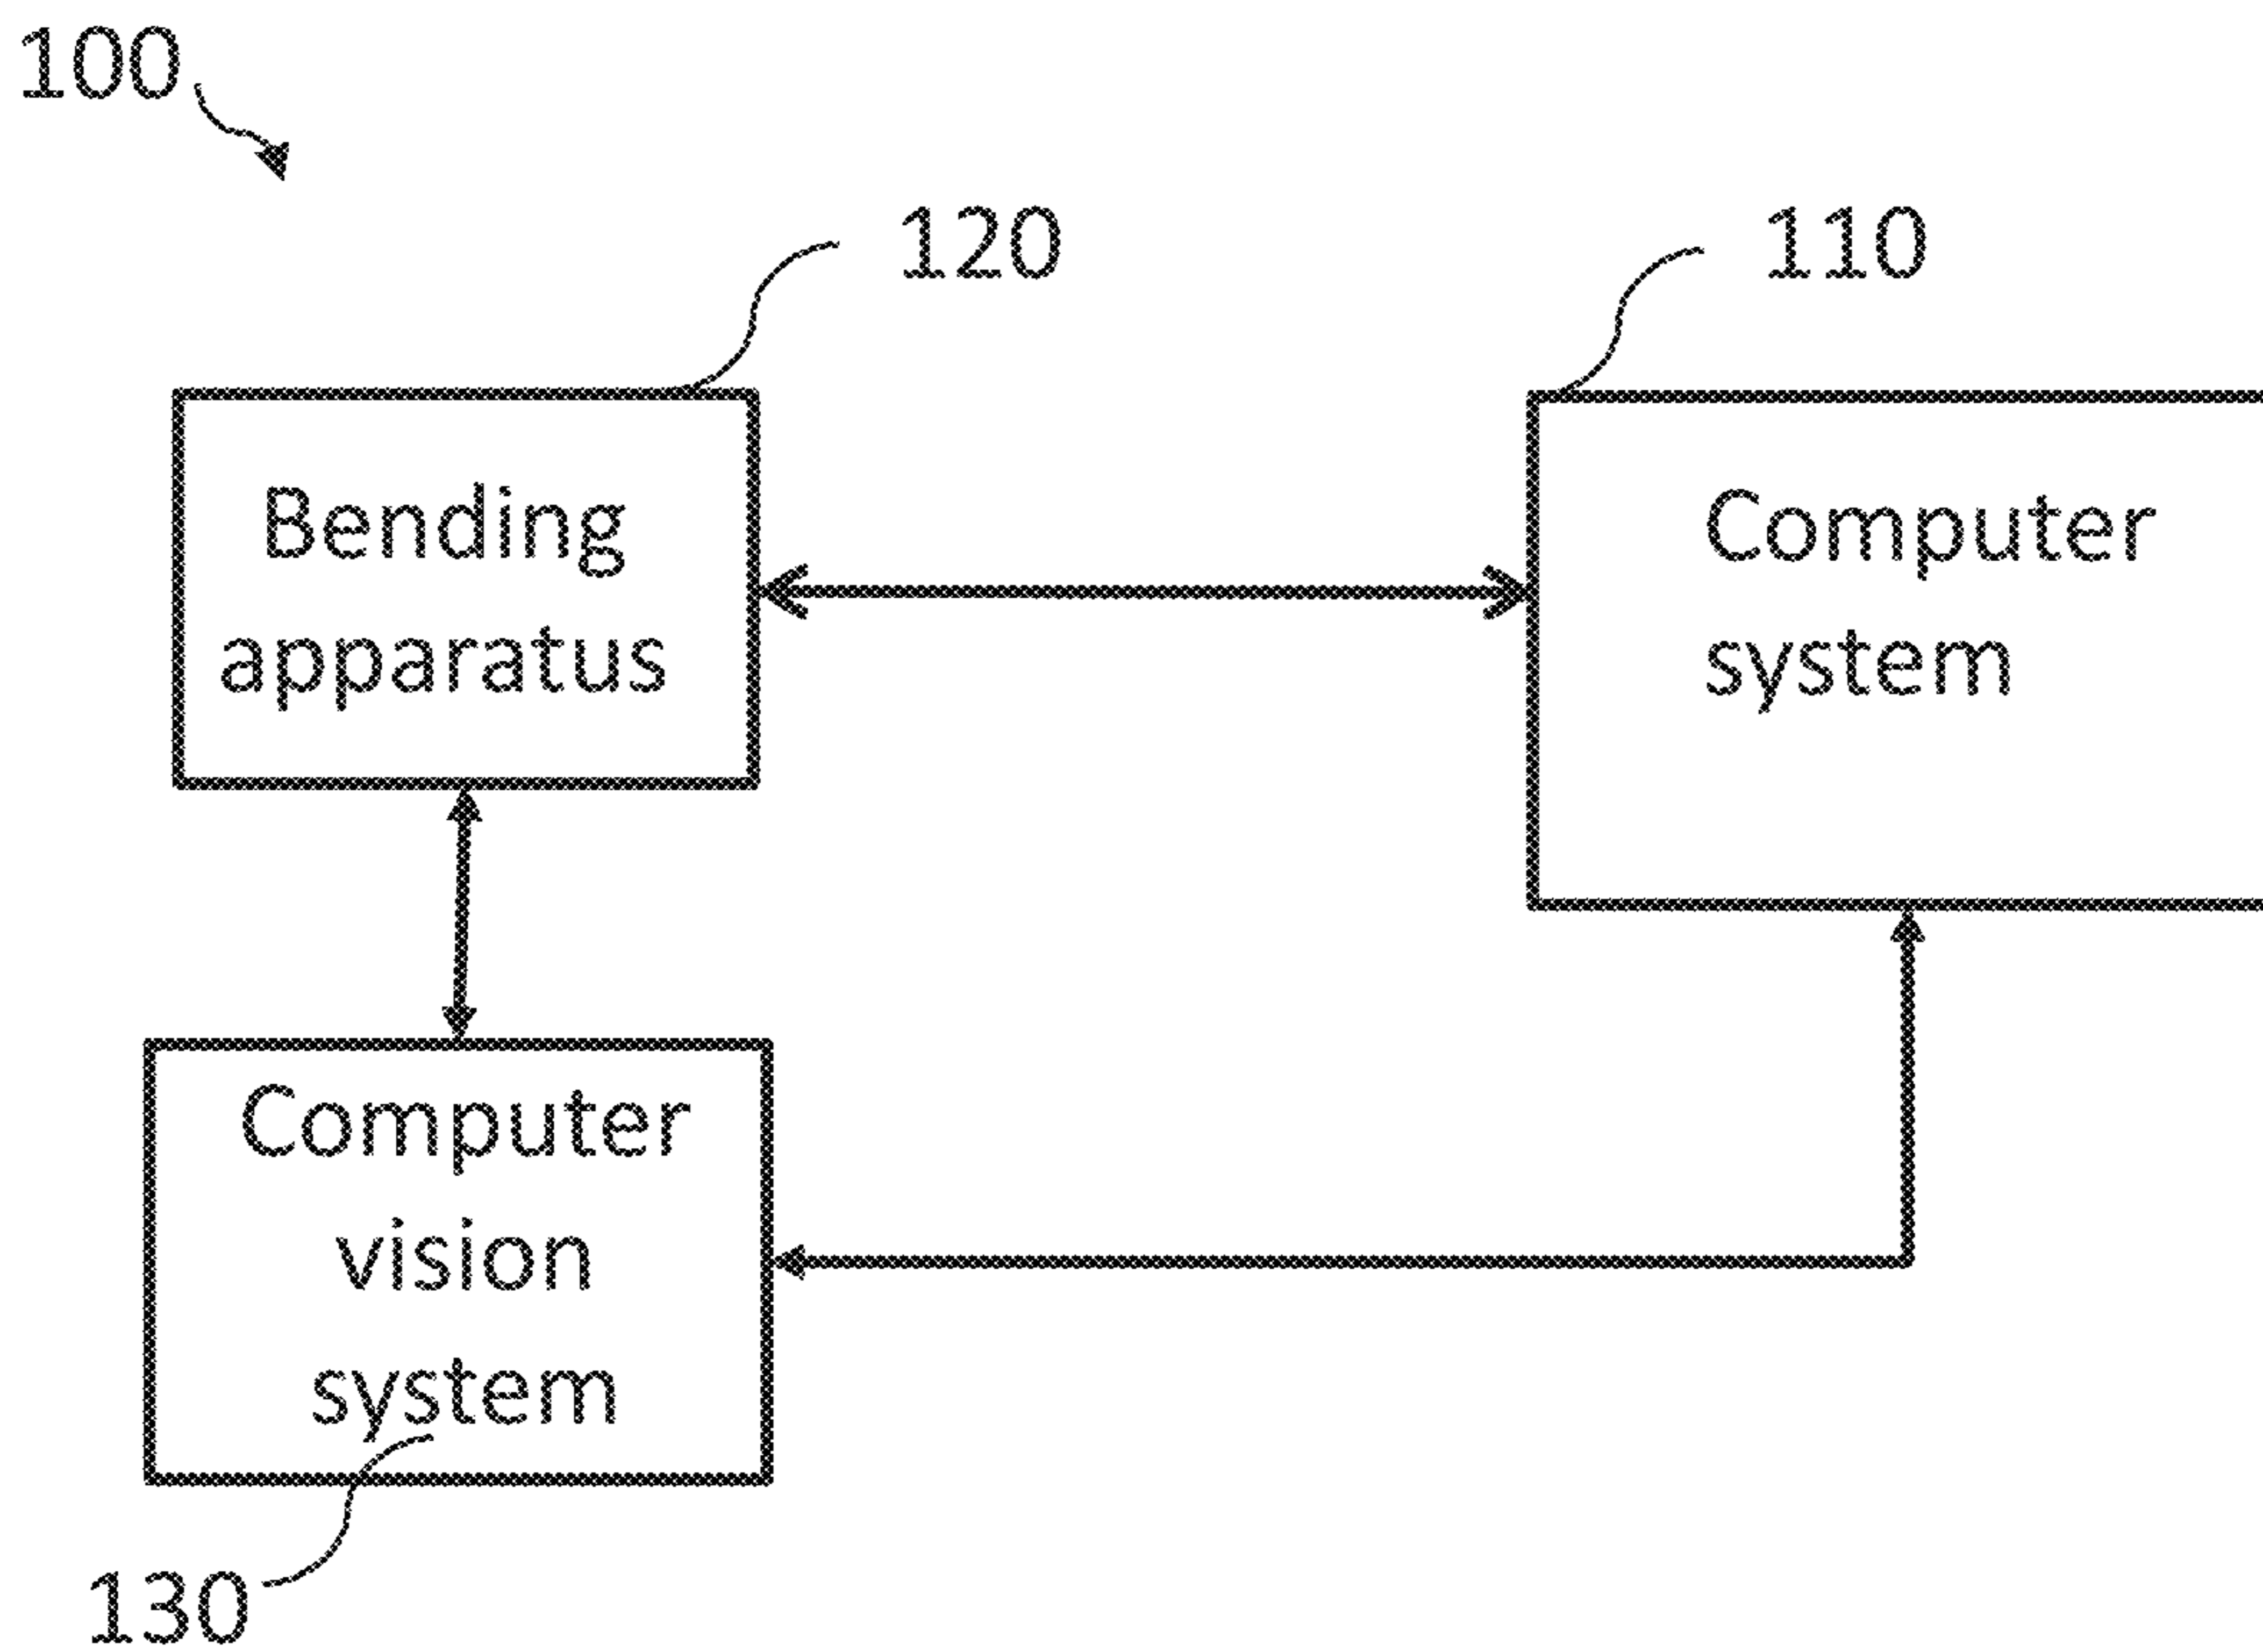 100
120
110
Bending
apparatus
Computer
system
Computer
vision
system
130